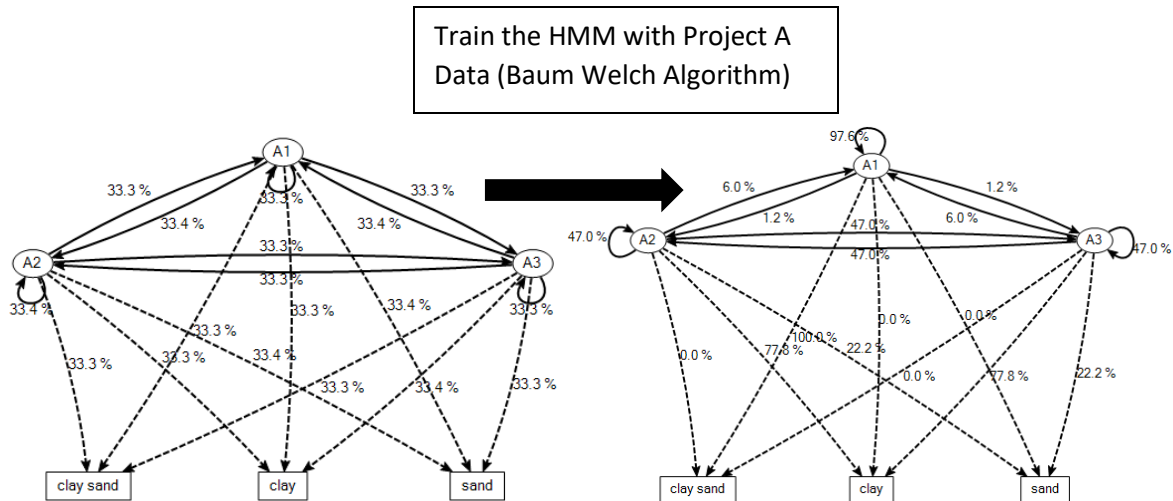 Train the HMM with Project A
Data (Baum Welch Algorithm)
A1
33.3 %
33.3 %
33.3 %
33.4 %
33.4 %
A2
33.3 %
33.3 %
A3
33.4 %
33.3 %
33.3 %
33.3 %
33.4 %
33.3 %
33.3 %
33.4 %
33.3 %
33.3 %
33.4 %
clay sand
clay
sand
97.6 %
A1
6.0 %
1.2 %
1.2 %
6.0 %
47.0 %
A2
47.0 %
47.0 %
A3
47.0 %
0.0 %
100.0 %
0.0 %
0.0 %
77.8 %
22.2 %
0.0 %
77.8 %
22.2 %
clay sand
clay
sand